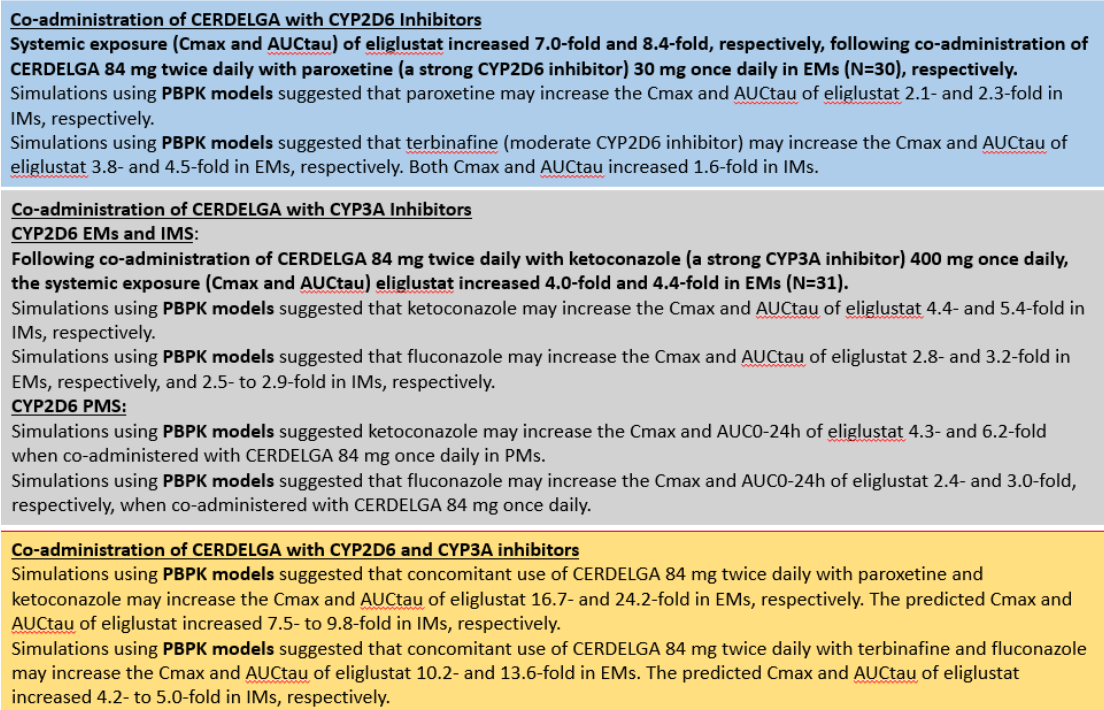 Co-administration of CERDELGA with CYP2D6 Inhibitors
Systemic exposure (Cmax and AUCtau) of eliglustat increased 7.0-fold and 8.4-fold, respectively, following co-administration of
CERDELGA 84 mg twice daily with paroxetine (a strong CYP2D6 inhibitor) 30 mg once daily in EMs (N=30), respectively.
Simulations using PBPK models suggested that paroxetine may increase the Cmax and AUCtau of eliglustat 2.1- and 2.3-fold in
IMs, respectively.
Simulations using PBPK models suggested that terbinafine (moderate CYP2D6 inhibitor) may increase the Cmax and AUCtau of
eliglustat 3.8- and 4.5-fold in EMs, respectively. Both Cmax and AUCtau increased 1.6-fold in IMs.
Co-administration of CERDELGA with CYP3A Inhibitors
CYP2D6 EMs and IMS:
Following co-administration of CERDELGA 84 mg twice daily with ketoconazole (a strong CYP3A inhibitor) 400 mg once daily,
the systemic exposure (Cmax and AUCtau) eliglustat increased 4.0-fold and 4.4-fold in EMs (N=31).
Simulations using PBPK models suggested that ketoconazole may increase the Cmax and AUCtau of eliglustat 4.4- and 5.4-fold in
IMs, respectively.
Simulations using PBPK models suggested that fluconazole may increase the Cmax and AUCtau of eliglustat 2.8- and 3.2-fold in
EMs, respectively, and 2.5- to 2.9-fold in IMs, respectively.
CYP2D6 PMS:
Simulations using PBPK models suggested ketoconazole may increase the Cmax and AUC0-24h of eliglustat 4.3- and 6.2-fold
when co-administered with CERDELGA 84 mg once daily in PMs.
Simulations using PBPK models suggested that fluconazole may increase the Cmax and AUC0-24h of eliglustat 2.4- and 3.0-fold,
respectively, when co-administered with CERDELGA 84 mg once daily.
Co-administration of CERDELGA with CYP2D6 and CYP3A inhibitors
Simulations using PBPK models suggested that concomitant use of CERDELGA 84 mg twice daily with paroxetine and
ketoconazole may increase the Cmax and AUCtau of eliglustat 16.7- and 24.2-fold in EMs, respectively. The predicted Cmax and
AUCtau of eliglustat increased 7.5- to 9.8-fold in IMs, respectively.
Simulations using PBPK models suggested that concomitant use of CERDELGA 84 mg twice daily with terbinafine and fluconazole
may increase the Cmax and AUCtau of eliglustat 10.2- and 13.6-fold in EMs. The predicted Cmax and AUCtau of eliglustat
increased 4.2- to 5.0-fold in IMs, respectively.